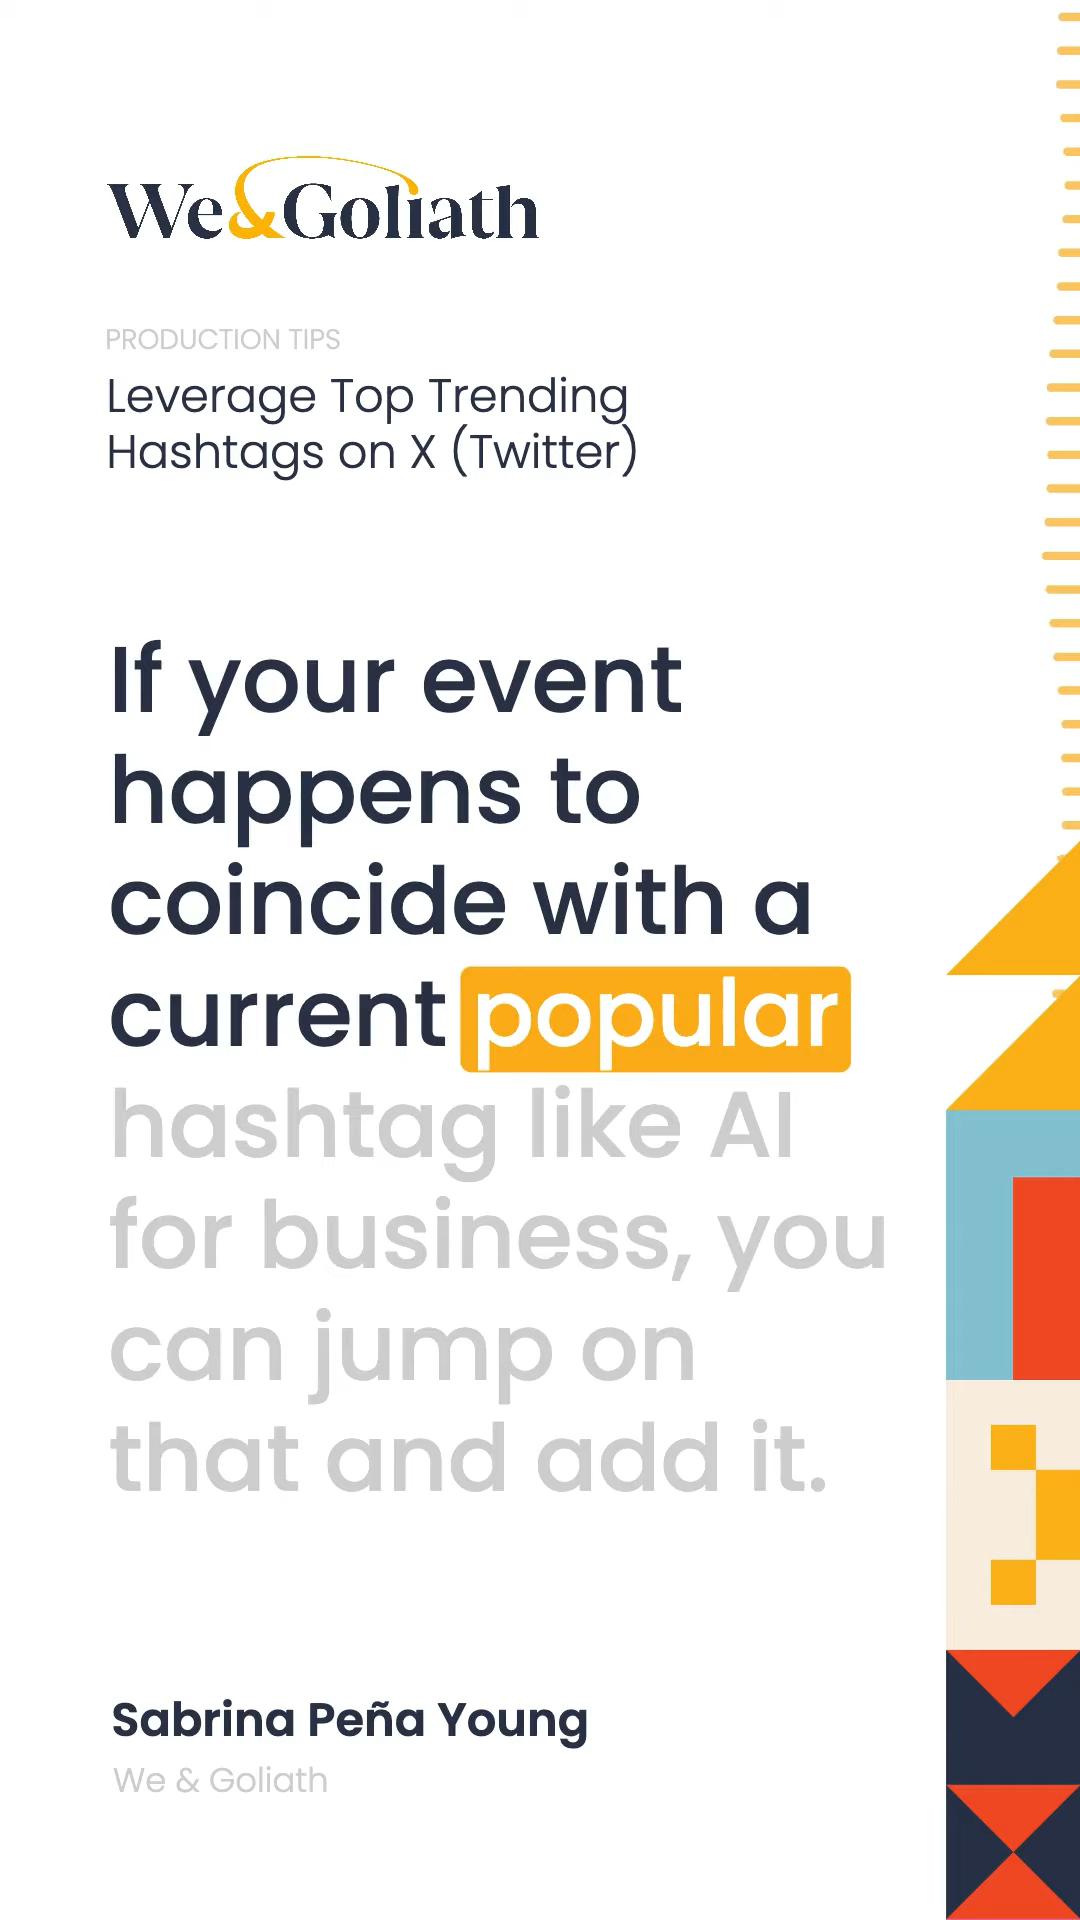 We&Goliath
PRODUCTION TIPS
Leverage Top Trending
Hashtags on X (Twitter)
If your event
happens to
coincide with a
current popular
hashtag like AI
for business, you
can jump on
that and add it.
Sabrina Peña Young
We & Goliath